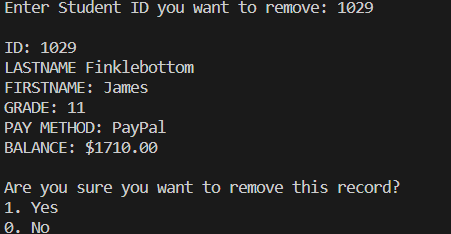 Enter Student ID you want to remove: 1029
ID: 1029
LASTNAME Finklebottom
FIRSTNAME: James
GRADE: 11
PAY METHOD: PayPal
BALANCE: $1710.00
Are you sure you want to remove this record?
1. Yes
0. No